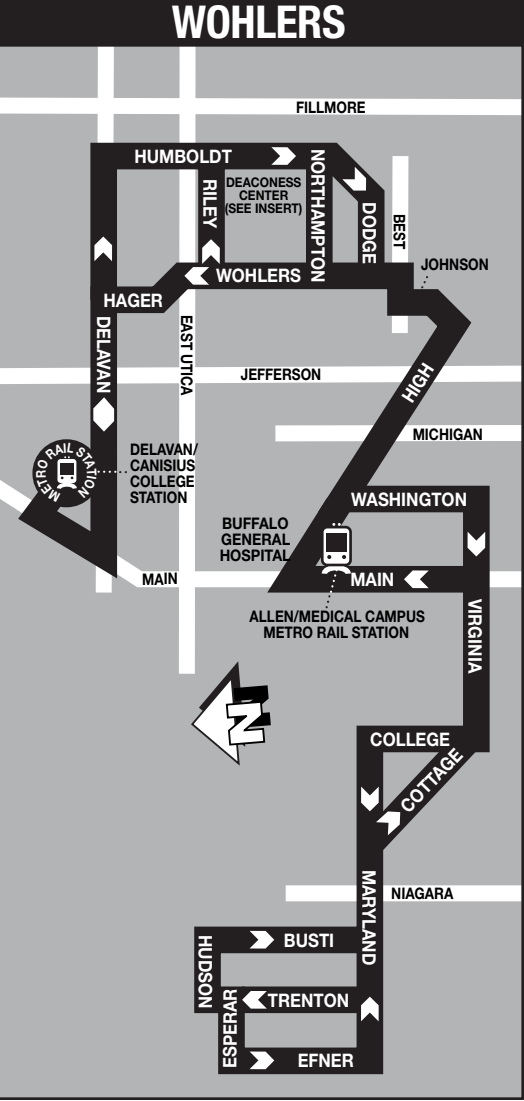 WOHLERS
FILLMORE
HUMBOLDT
DEACONESS
CENTER
(SEE INSERT)
RILEY
NORTHAMPTON
DODGE
BEST
JOHNSON
WOHLERS
HAGER
DELAVAN
EAST UTICA
JEFFERSON
HIGH
MICHIGAN
METRO RAIL STATION
DELAVAN/
CANISIUS
COLLEGE
STATION
WASHINGTON
BUFFALO
GENERAL
HOSPITAL
MAIN
MAIN
ALLEN/MEDICAL CAMPUS
METRO RAIL STATION
VIRGINIA
N
COLLEGE
COTTAGE
MARYLAND
NIAGARA
HUDSON
BUSTI
TRENTON
ESPERAR
EFNER